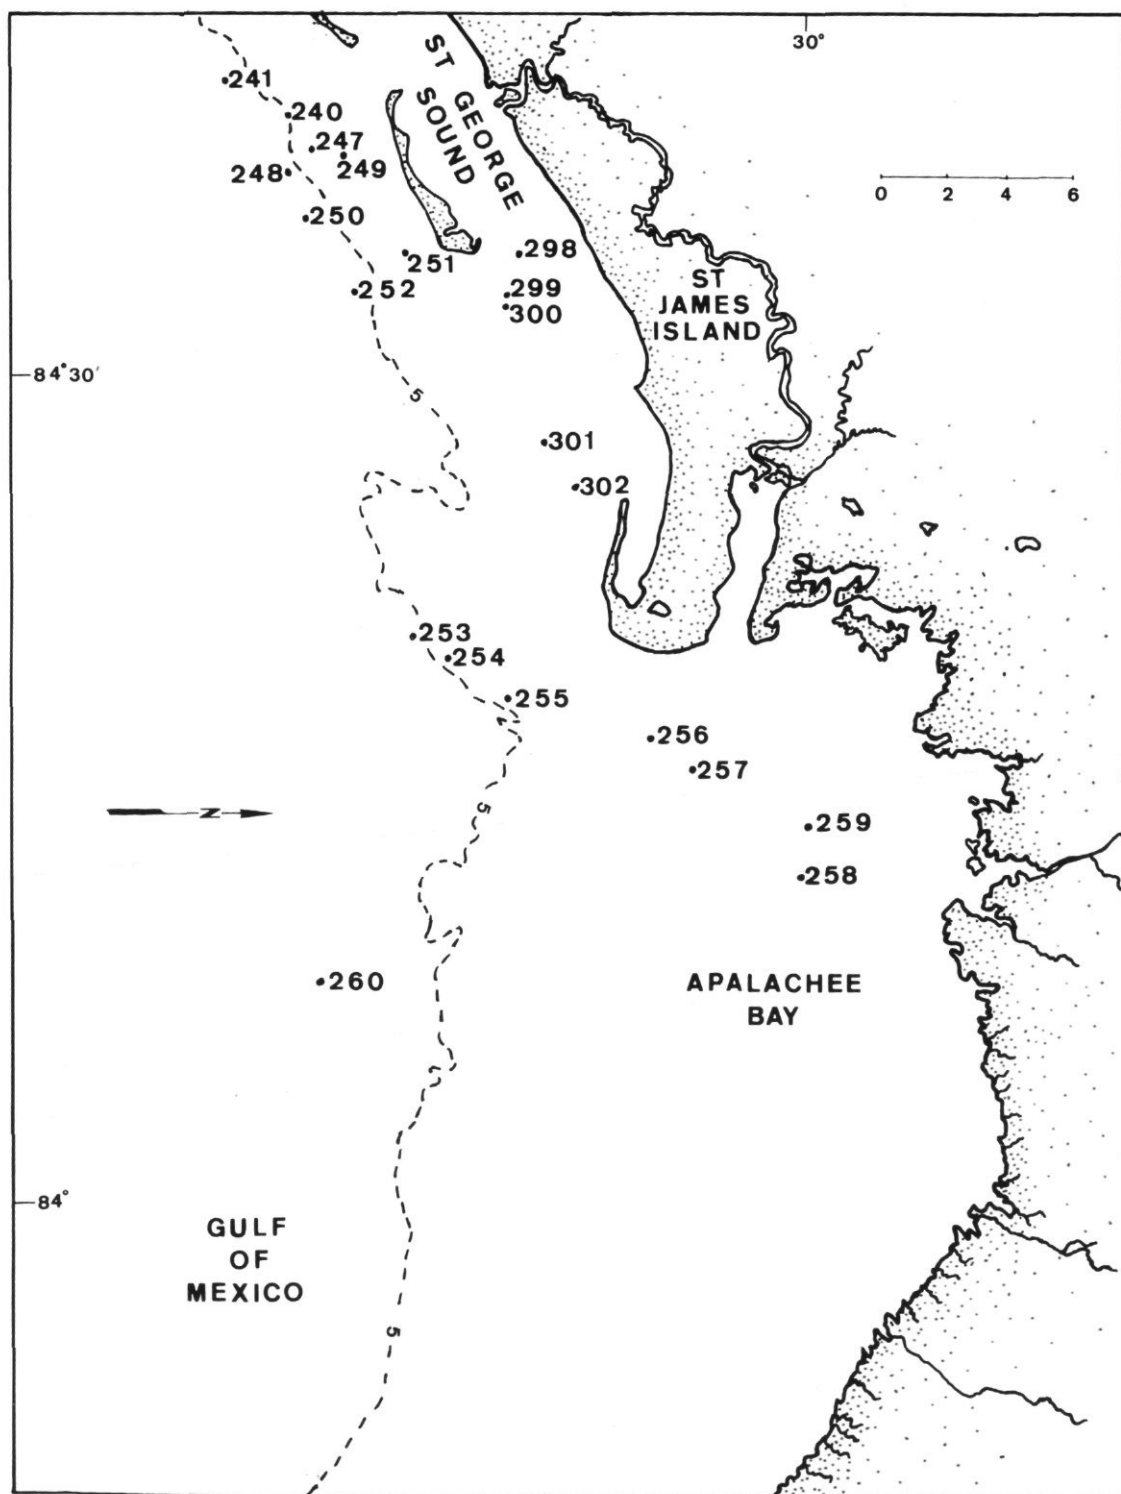 30°
ST GEORGE
SOUND
241
240
247
248
249
250
251
252
298
299
300
0 2 4 6
ST
JAMES
ISLAND
84°30'
5
301
302
253
254
255
256
257
N
5
259
258
260
APALACHEE
BAY
84°
GULF
OF
MEXICO
5